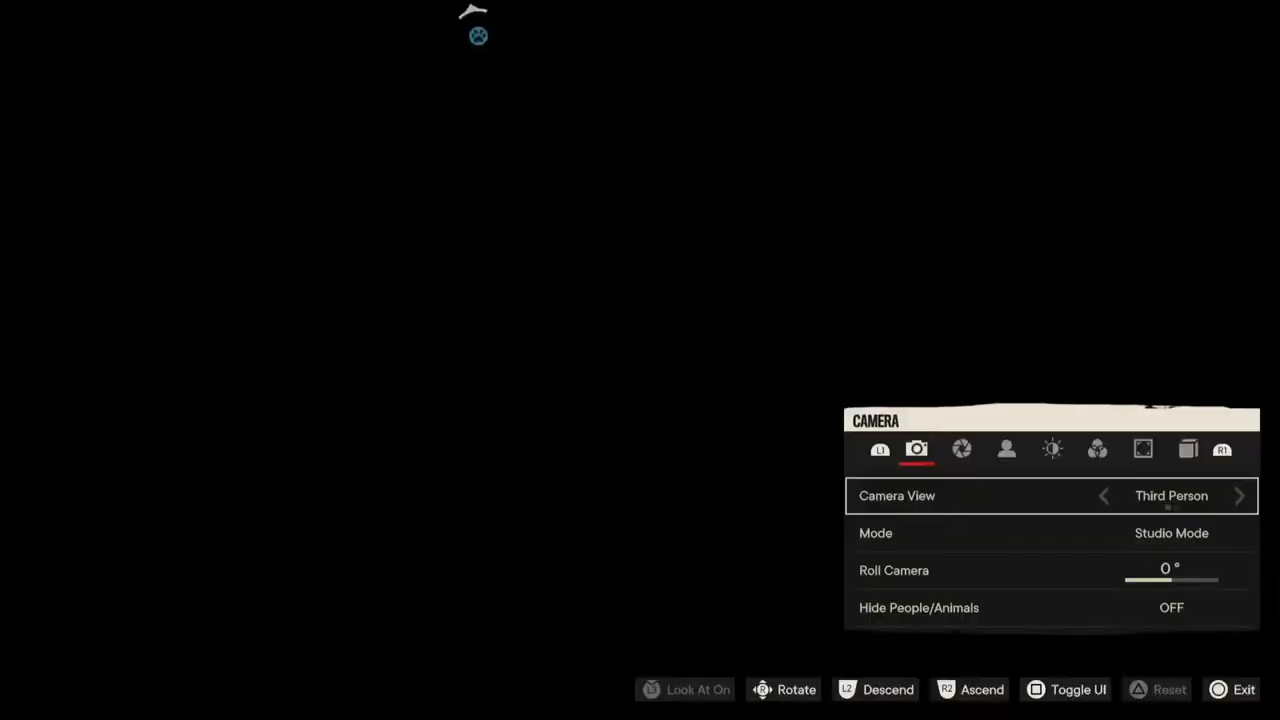 CAMERA
L1 R1
Camera View Third Person
Mode Studio Mode
Roll Camera 0 °
Hide People/Animals OFF
L3 Look At On R Rotate L2 Descend R2 Ascend Toggle UI Reset Exit